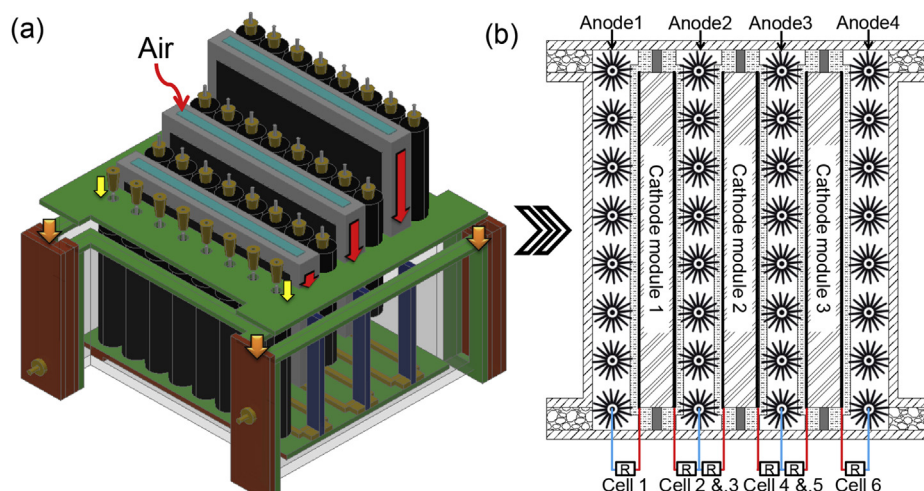 (a)
Air
(b)
Anode1 Anode2 Anode3 Anode4
Cathode module 1
Cathode module 2
Cathode module 3
R R R R R R
Cell 1 Cell 2 &.3 Cell 4 &.5 Cell 6